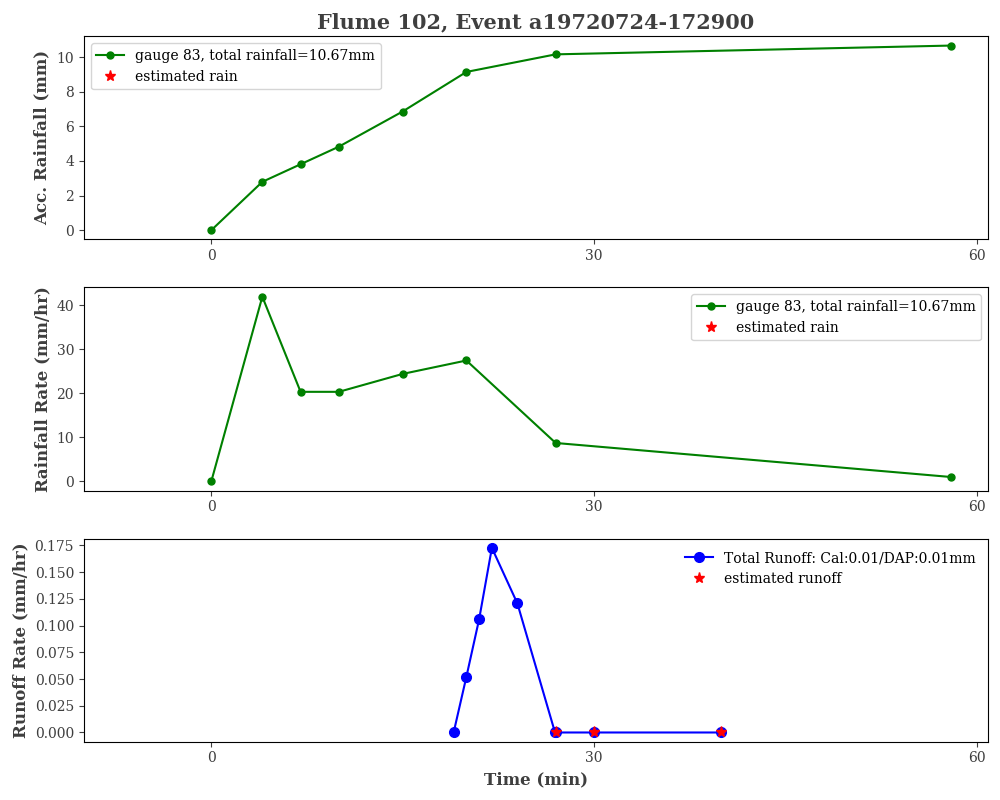 Flume 102, Event a19720724-172900
Acc. Rainfall (mm)
10
8
6
4
2
0
gauge 83, total rainfall=10.67mm
estimated rain
0
30
60
Rainfall Rate (mm/hr)
40
30
20
10
0
gauge 83, total rainfall=10.67mm
estimated rain
0
30
60
Runoff Rate (mm/hr)
0.175
0.150
0.125
0.100
0.075
0.050
0.025
0.000
Total Runoff: Cal:0.01/DAP:0.01mm
estimated runoff
0
30
60
Time (min)